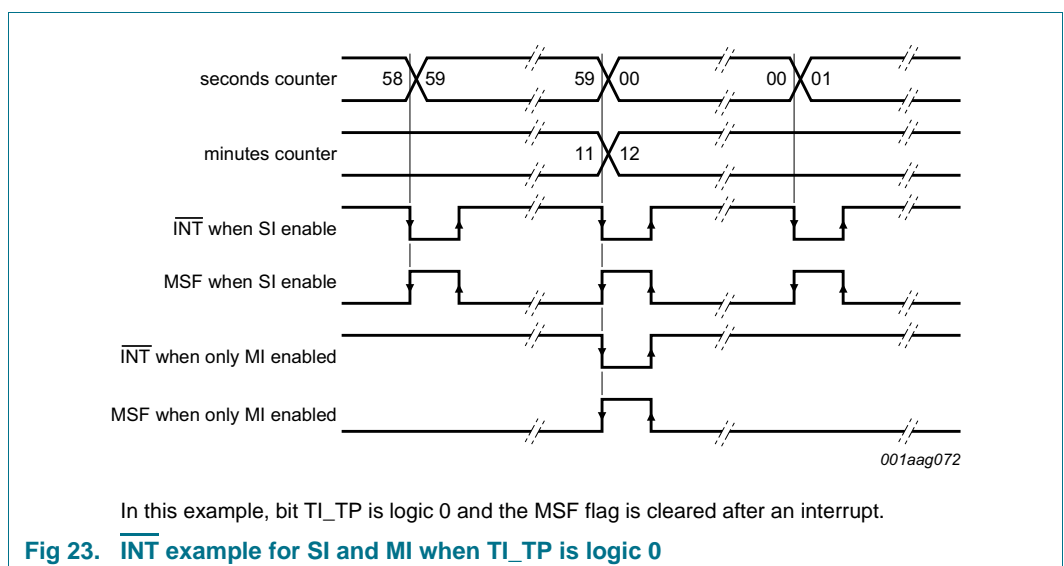 seconds counter 58 59 59 00 00 01
minutes counter 11 12
INT when SI enable
MSF when SI enable
INT when only MI enabled
MSF when only MI enabled
001aag072
In this example, bit TI_TP is logic 0 and the MSF flag is cleared after an interrupt.
Fig 23. INT example for SI and MI when TI_TP is logic 0